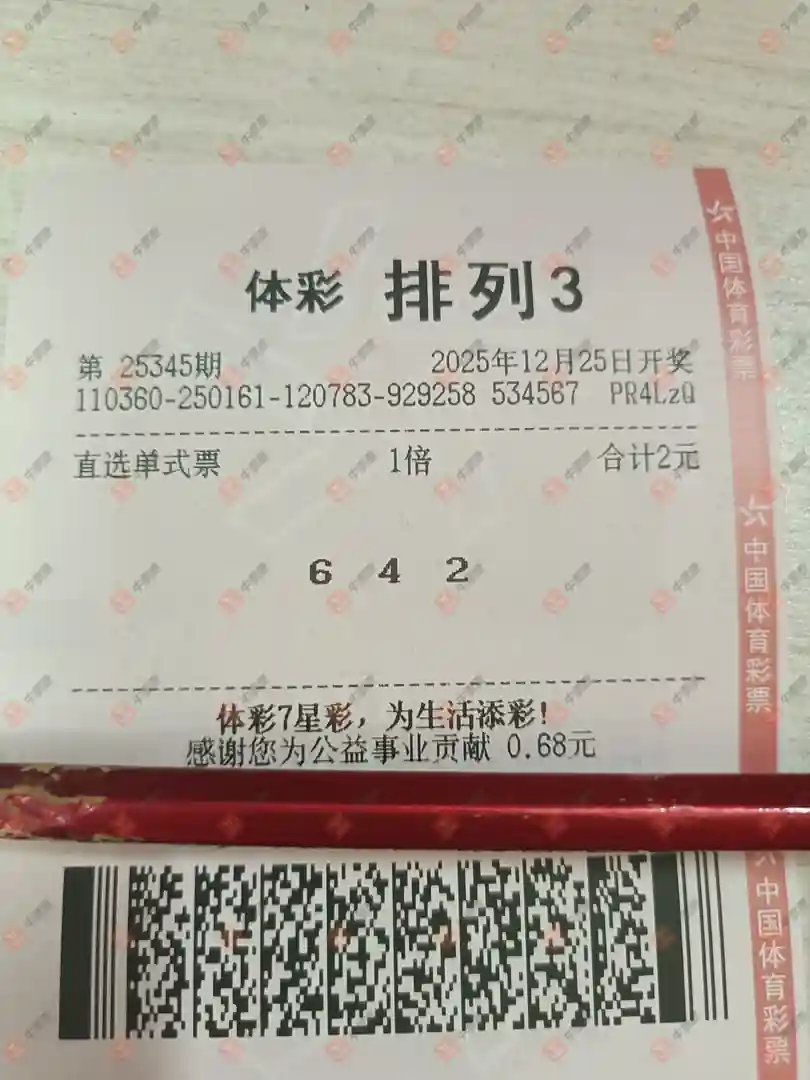 体彩 排列3
第 25345期 2025年12月25日开奖
110360-250161-120783-929258 534567 PR4LzQ
直选单式票 1倍 合计2元
6 4 2
体彩7星彩，为生活添彩!
感谢您为公益事业贡献 0.68元
中国体育彩票
中国体育彩票
中国体育彩票